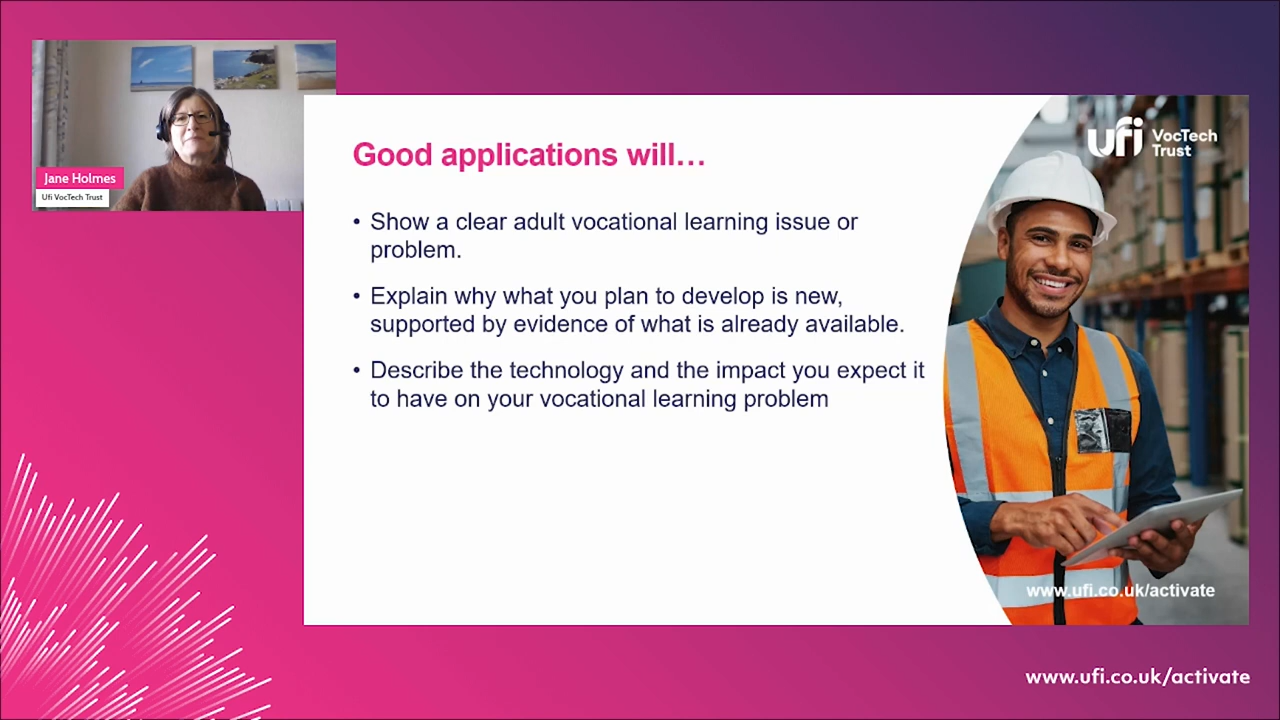 Jane Holmes
Ufi VocTech Trust
Good applications will…
• Show a clear adult vocational learning issue or
problem.
• Explain why what you plan to develop is new,
supported by evidence of what is already available.
• Describe the technology and the impact you expect it
to have on your vocational learning problem
ufi VocTech
Trust
www.ufi.co.uk/activate
www.ufi.co.uk/activate